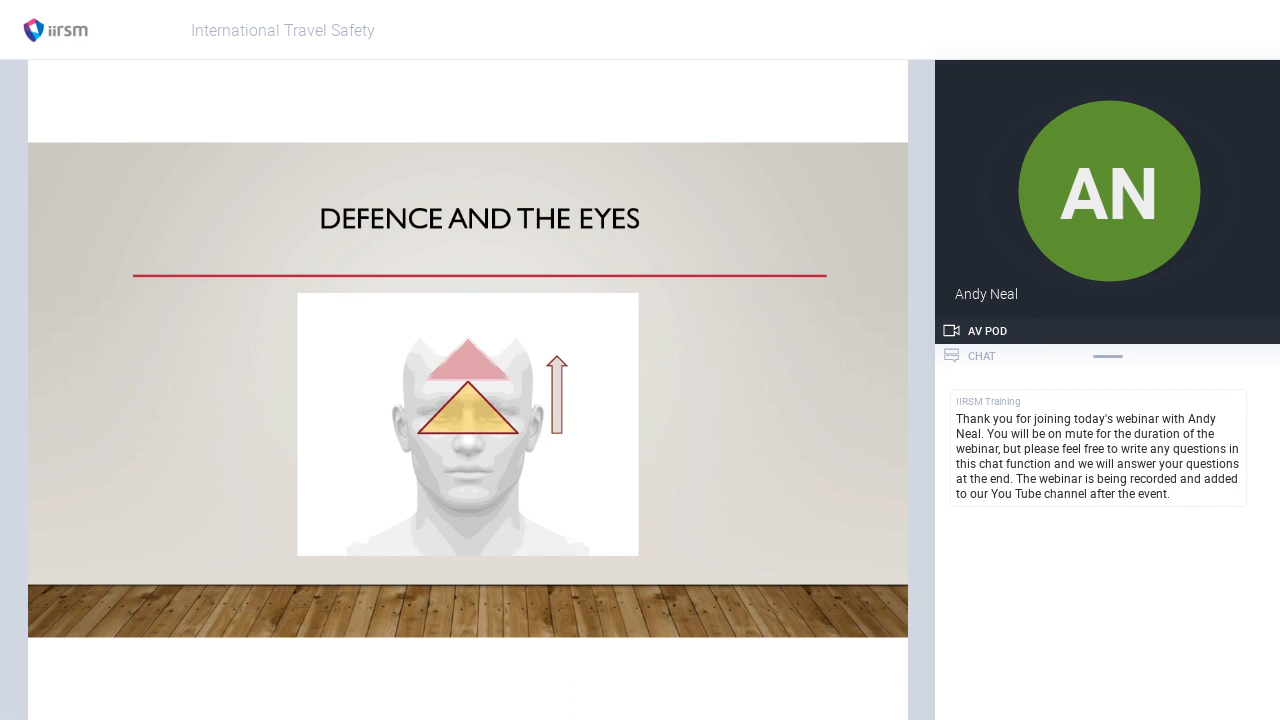 iirsm
International Travel Safety
DEFENCE AND THE EYES
AN
Andy Neal
AV POD
CHAT
IIRSM Training
Thank you for joining today's webinar with Andy
Neal. You will be on mute for the duration of the
webinar, but please feel free to write any questions in
this chat function and we will answer your questions
at the end. The webinar is being recorded and added
to our You Tube channel after the event.